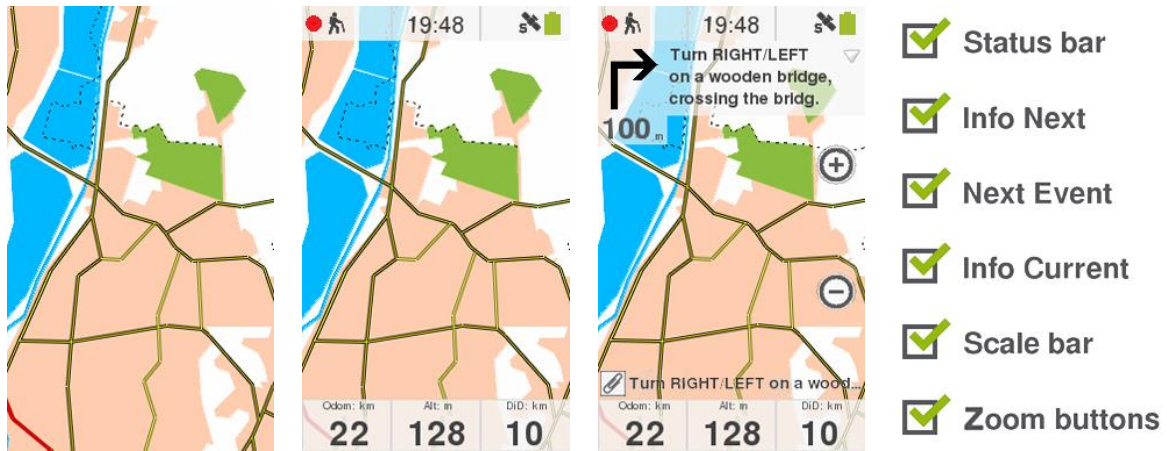 19:48
S
Odom: km
Alt: m
DiD: km
22
128
10
19:48
S
Turn RIGHT/LEFT
on a wooden bridge,
crossing the bridg.
100 m
Turn RIGHT/LEFT on a wood...
Odom: km
Alt: m
DiD: km
22
128
10
Status bar
Info Next
Next Event
Info Current
Scale bar
Zoom buttons